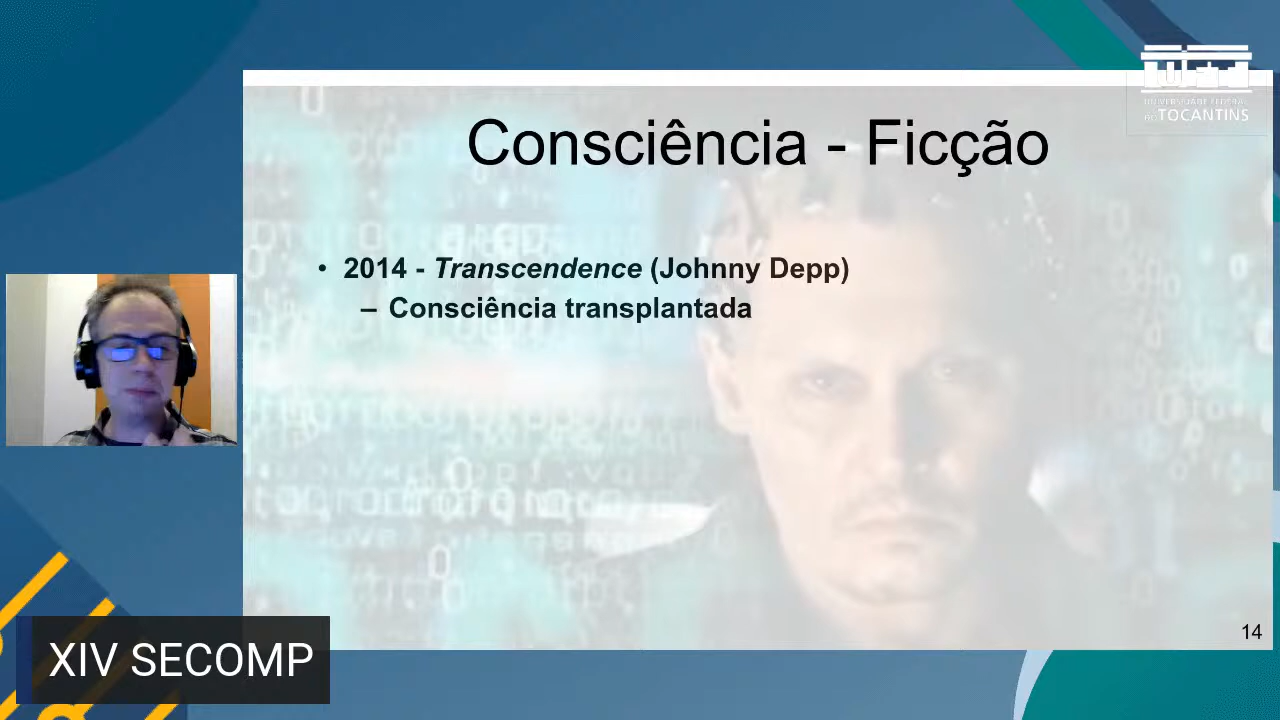 UNIVERSIDADE FEDERAL
DO TOCANTINS
Consciência - Ficção
• 2014 - Transcendence (Johnny Depp)
– Consciência transplantada
14
XIV SECOMP